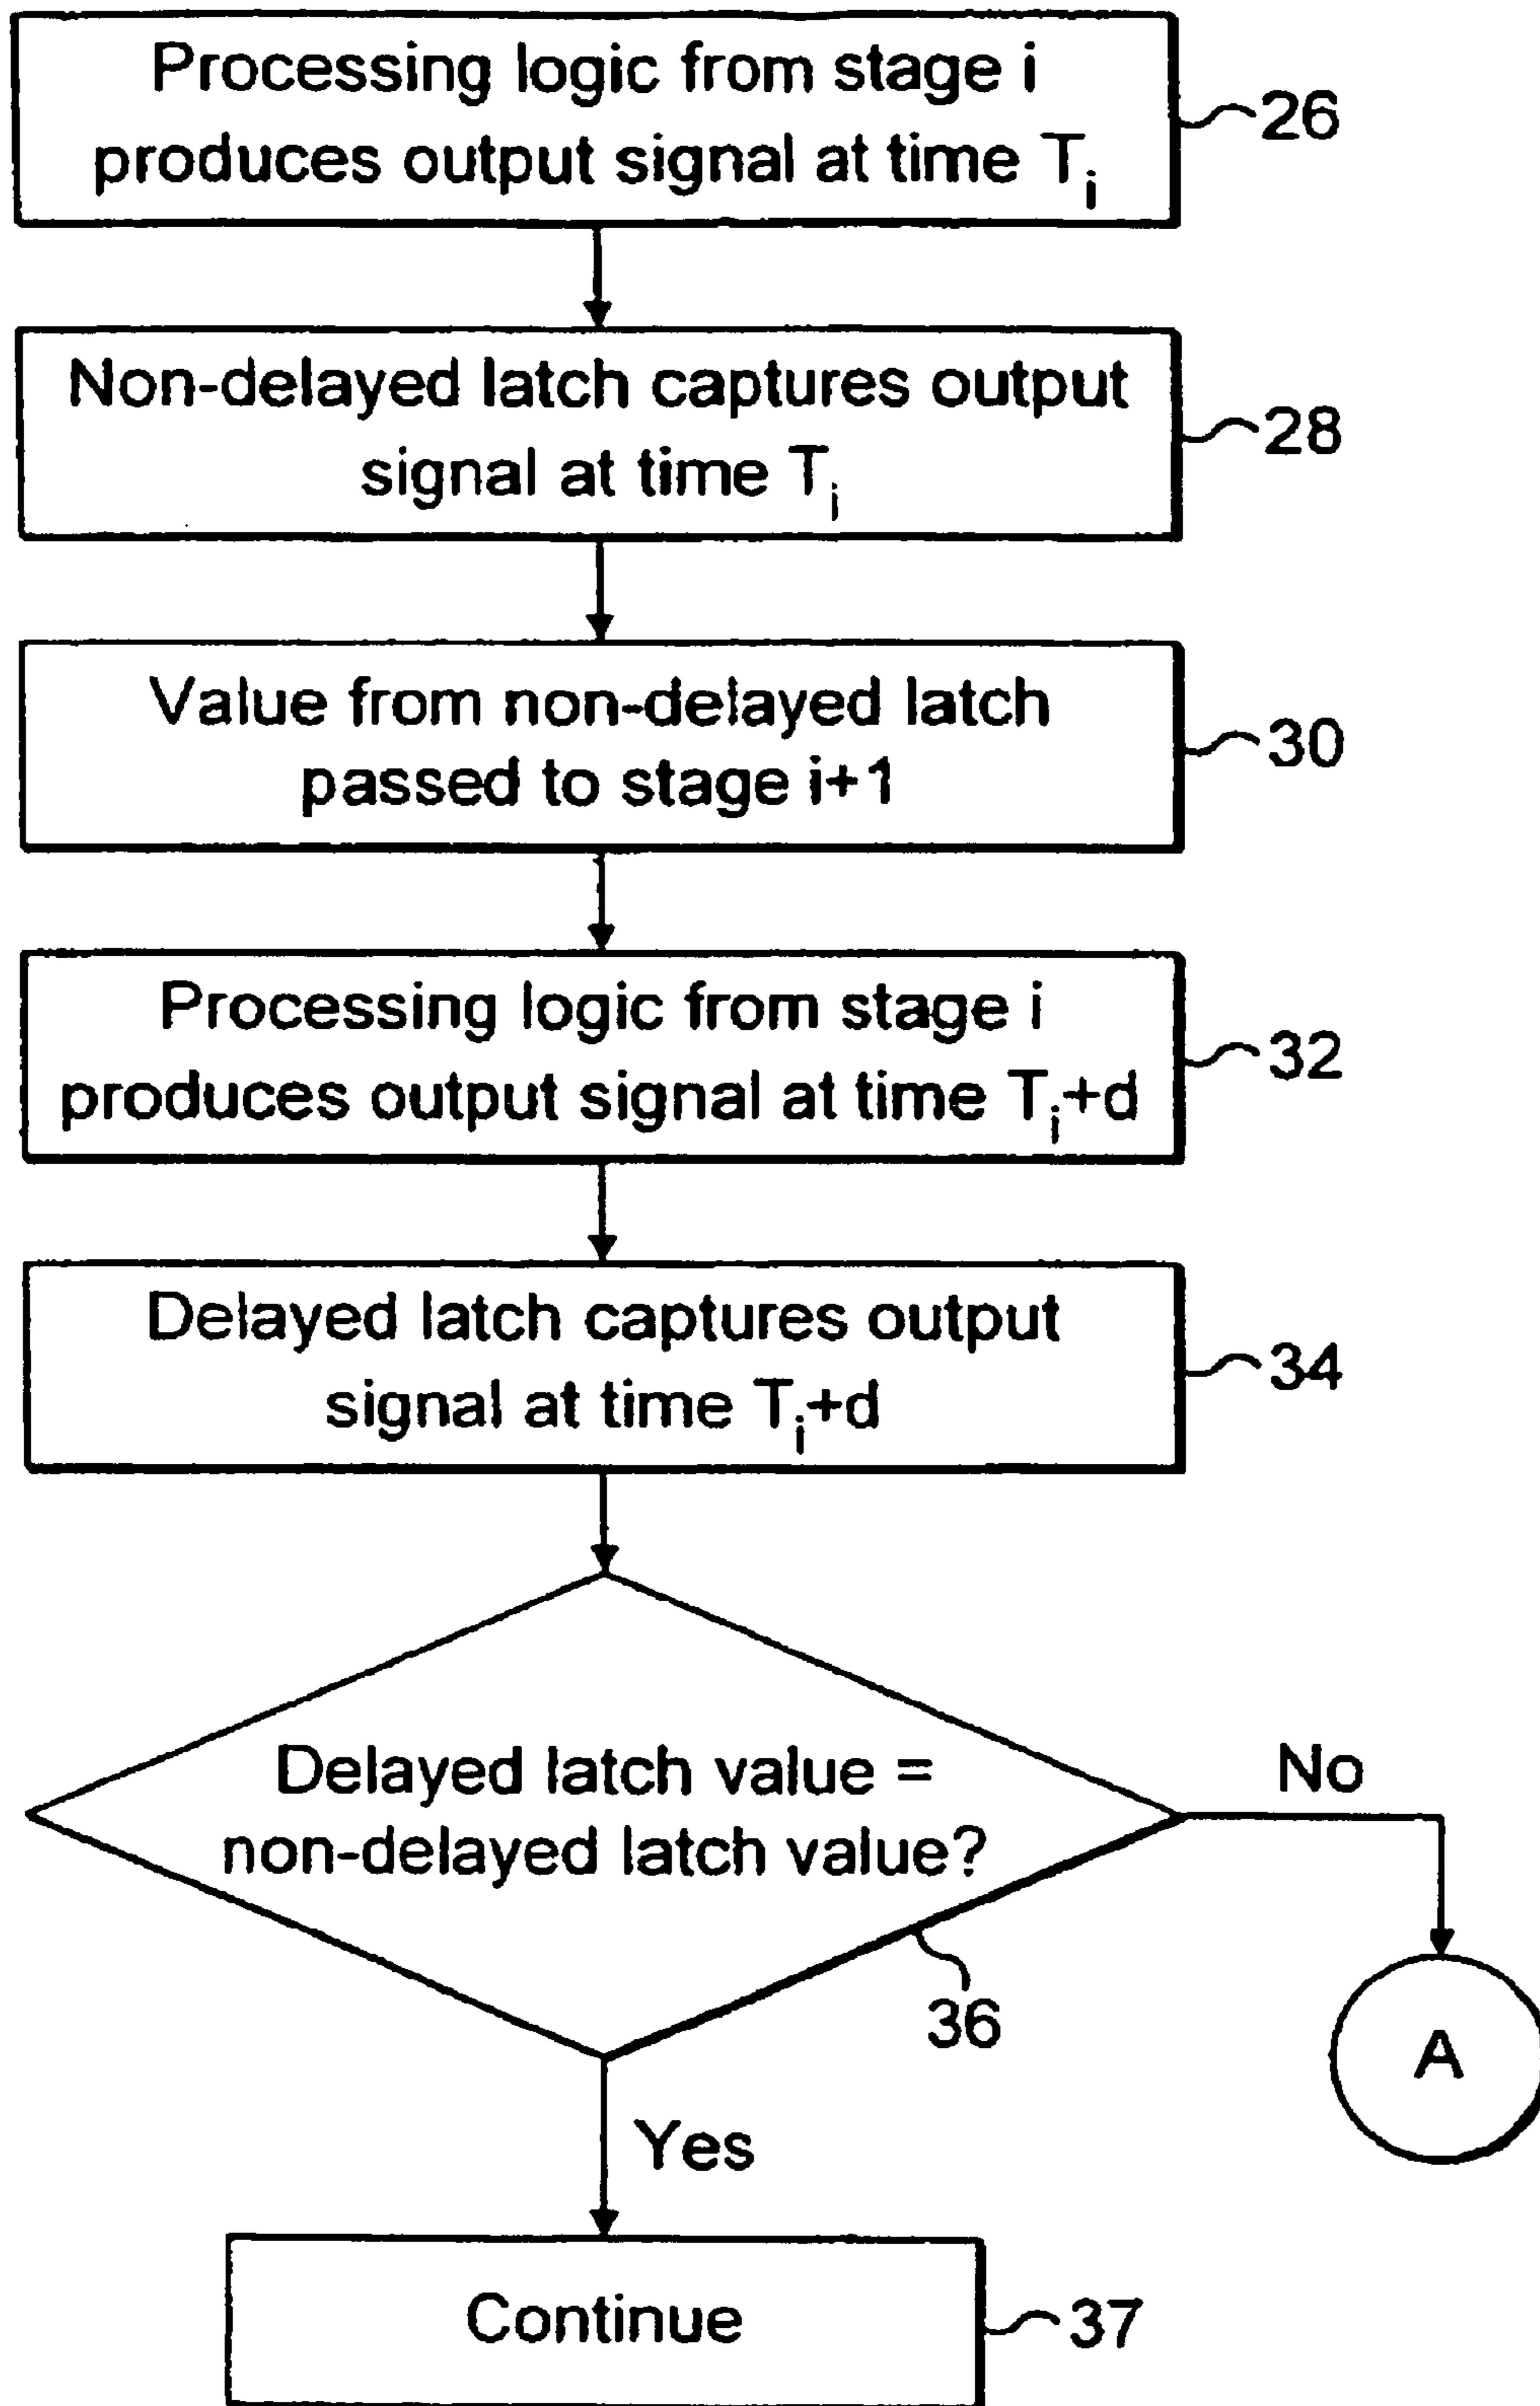 Processing logic from stage i
produces output signal at time Ti
26
Non-delayed latch captures output
signal at time Ti
28
Value from non-delayed latch
passed to stage i+1
30
Processing logic from stage i
produces output signal at time Ti+d
32
Delayed latch captures output
signal at time Ti+d
34
Delayed latch value =
non-delayed latch value?
No
36
A
Yes
Continue
37